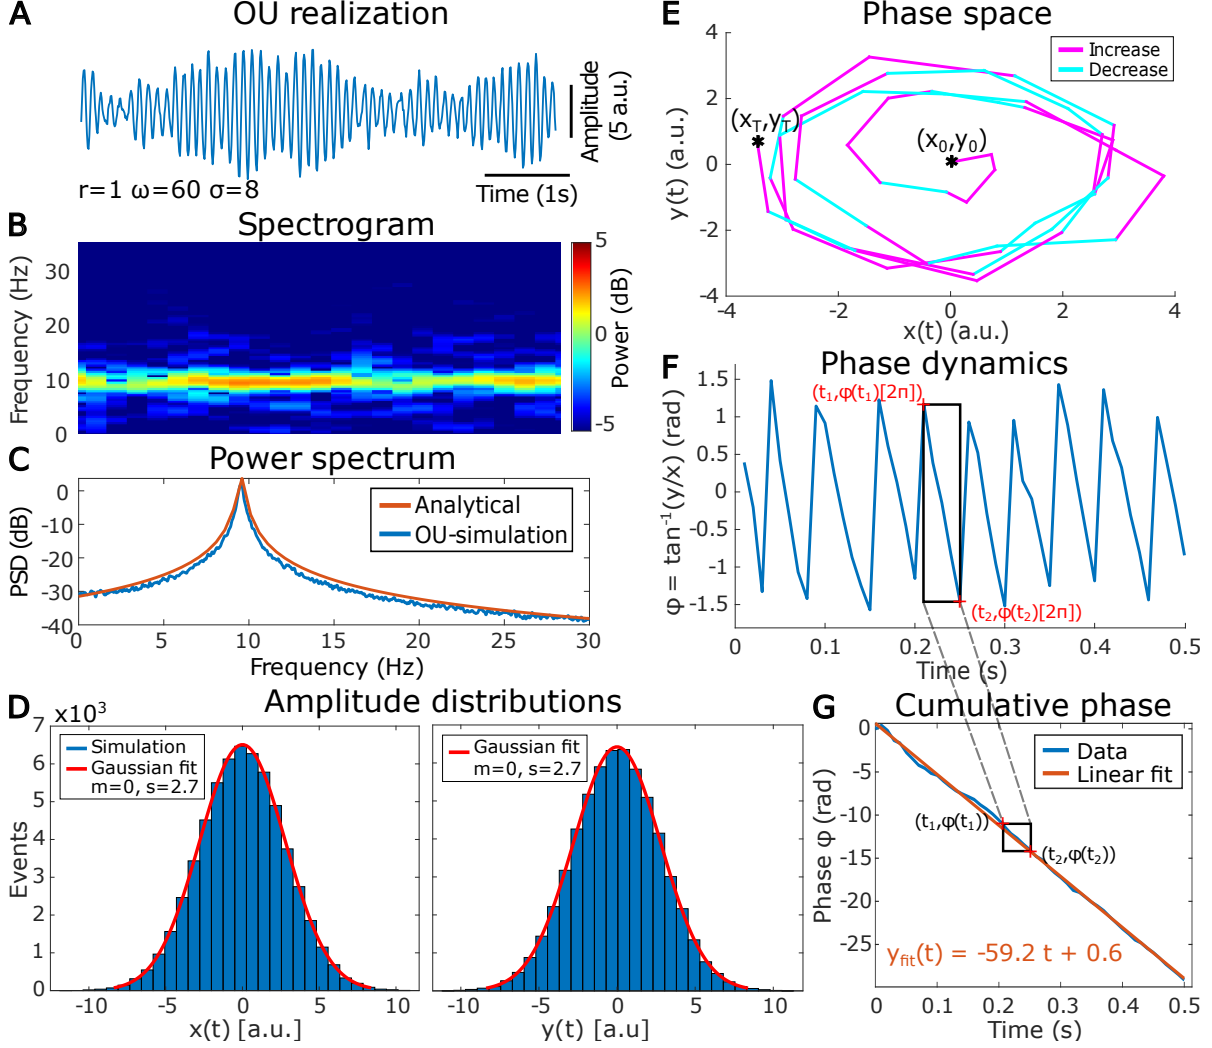 A
OU realization
Amplitude
(5 a.u.)
r=1 ω=60 σ=8
Time (1s)
B
Spectrogram
Frequency (Hz)
30
20
10
0
5
0
-5
Power (dB)
C
Power spectrum
PSD (dB)
0
-10
-20
-30
-40
Analytical
OU-simulation
0 5 10 15 20 25 30
Frequency (Hz)
D
Amplitude distributions
x10³
Events
7
6
5
4
3
2
1
0
Simulation
Gaussian fit
m=0, s=2.7
-10 -5 0 5 10
x(t) [a.u.]
Gaussian fit
m=0, s=2.7
-10 -5 0 5 10
y(t) [a.u]
E
Phase space
y(t) (a.u.)
4
2
0
-2
-4
Increase
Decrease
(x_T,y_T)
(x₀,y₀)
-4 -2 0 2 4
x(t) (a.u.)
F
Phase dynamics
φ = tan⁻¹(y/x) (rad)
1.5
1
0.5
0
-0.5
-1
-1.5
(t₁,φ(t₁)[2π])
(t₂,φ(t₂)[2π])
0 0.1 0.2 0.3 0.4 0.5
Time (s)
G
Cumulative phase
Phase φ (rad)
0
-5
-10
-15
-20
-25
Data
Linear fit
(t₁,φ(t₁))
(t₂,φ(t₂))
y_fit(t) = -59.2 t + 0.6
0 0.1 0.2 0.3 0.4 0.5
Time (s)